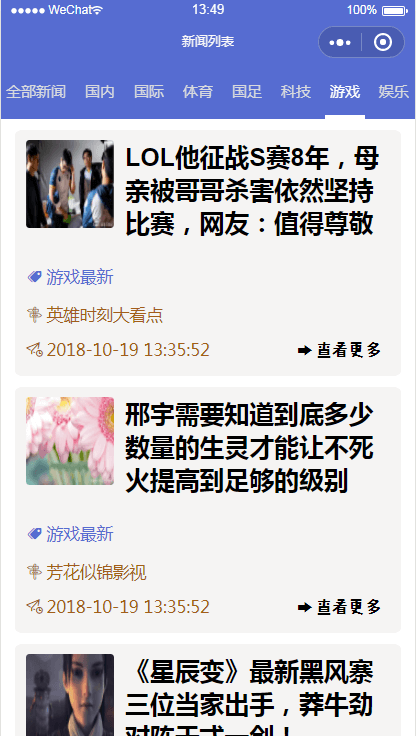 WeChat 13:49 100%
新闻列表
全部新闻 国内 国际 体育 国足 科技 游戏 娱乐
LOL他征战S赛8年，母
亲被哥哥杀害依然坚持
比赛，网友：值得尊敬
游戏最新
英雄时刻大看点
2018-10-19 13:35:52 查看更多
邢宇需要知道到底多少
数量的生灵才能让不死
火提高到足够的级别
游戏最新
芳花似锦影视
2018-10-19 13:35:52 查看更多
《星辰变》最新黑风寨
三位当家出手，莽牛劲
对阵天式一剑！